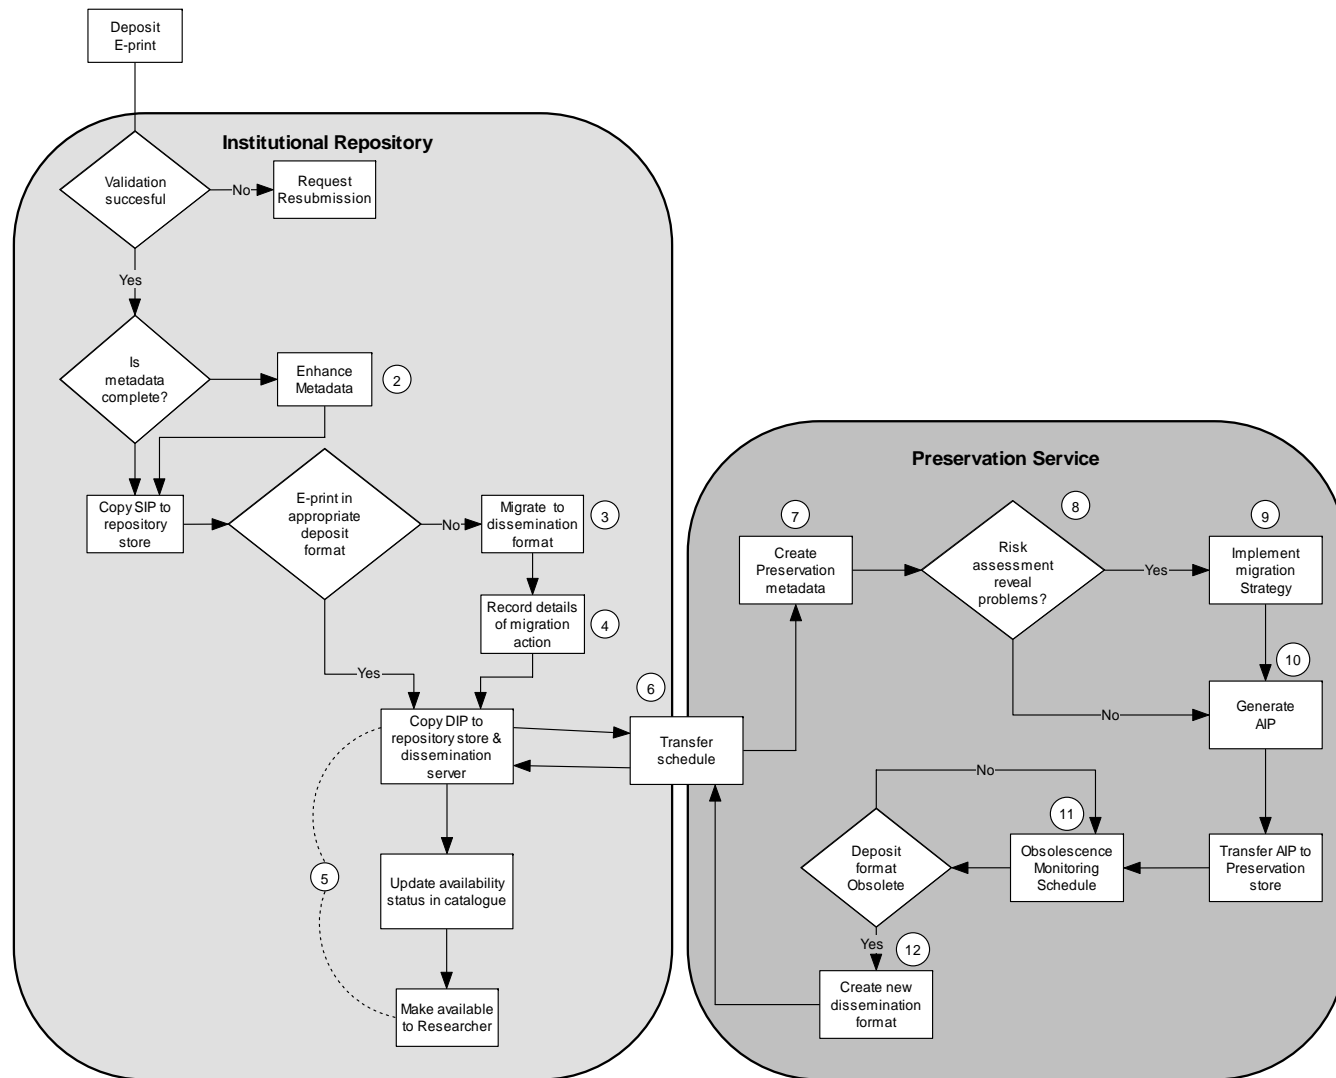 Deposit
E-print
Institutional Repository
Validation
succesful
No
Request
Resubmission
Yes
Is
metadata
complete?
Enhance
Metadata
2
Copy SIP to
repository
store
E-print in
appropriate
deposit
format
No
Migrate to
dissemination
format
3
Record details
of migration
action
4
Yes
Copy DIP to
repository store &
dissemination
server
5
Update availability
status in catalogue
Make available
to Researcher
6
Transfer
schedule
Preservation Service
7
Create
Preservation
metadata
8
Risk
assessment
reveal
problems?
Yes
9
Implement
migration
Strategy
No
10
Generate
AIP
Transfer AIP to
Preservation
store
11
Obsolescence
Monitoring
Schedule
No
Deposit
format
Obsolete
Yes
12
Create new
dissemination
format